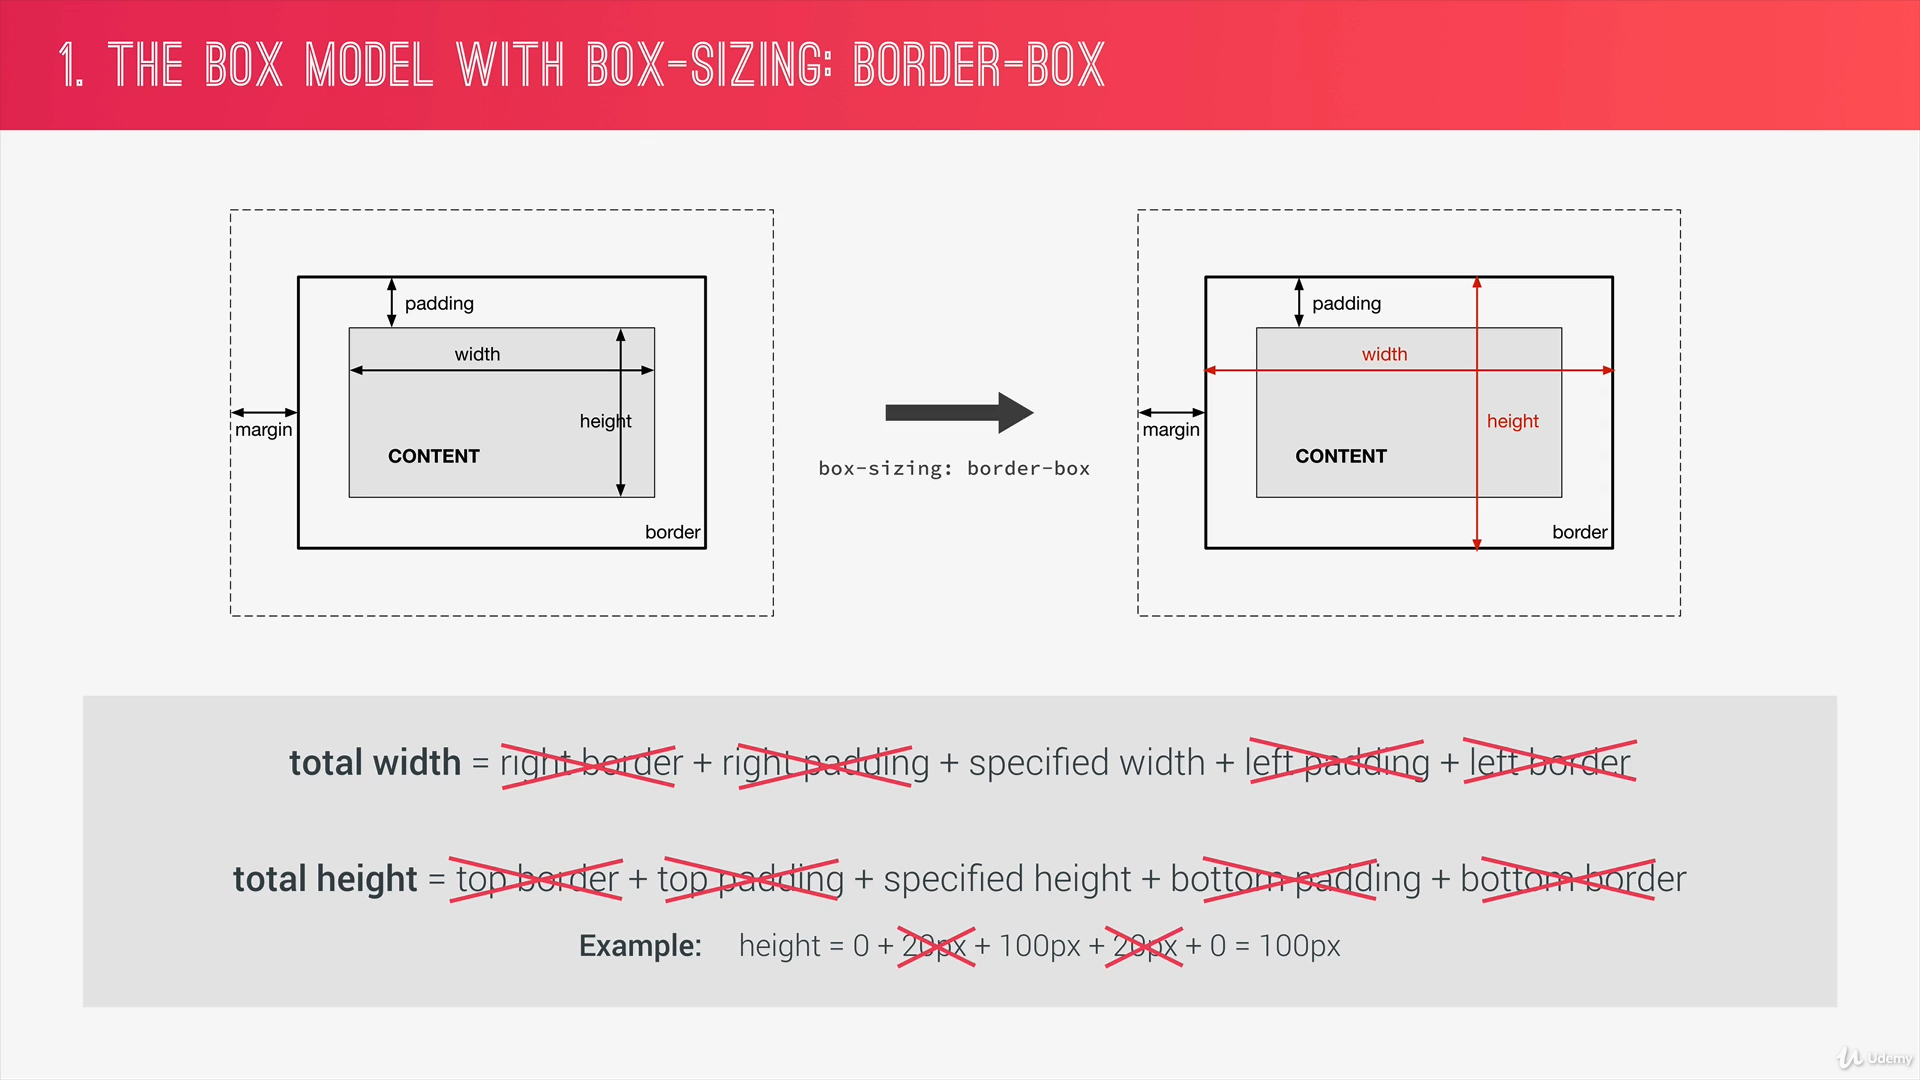 1. THE BOX MODEL WITH BOX-SIZING: BORDER-BOX
padding
width
height
margin
CONTENT
border
box-sizing: border-box
padding
width
height
margin
CONTENT
border
total width = right border + right padding + specified width + left padding + left border
total height = top border + top padding + specified height + bottom padding + bottom border
Example: height = 0 + 20px + 100px + 20px + 0 = 100px
Udemy